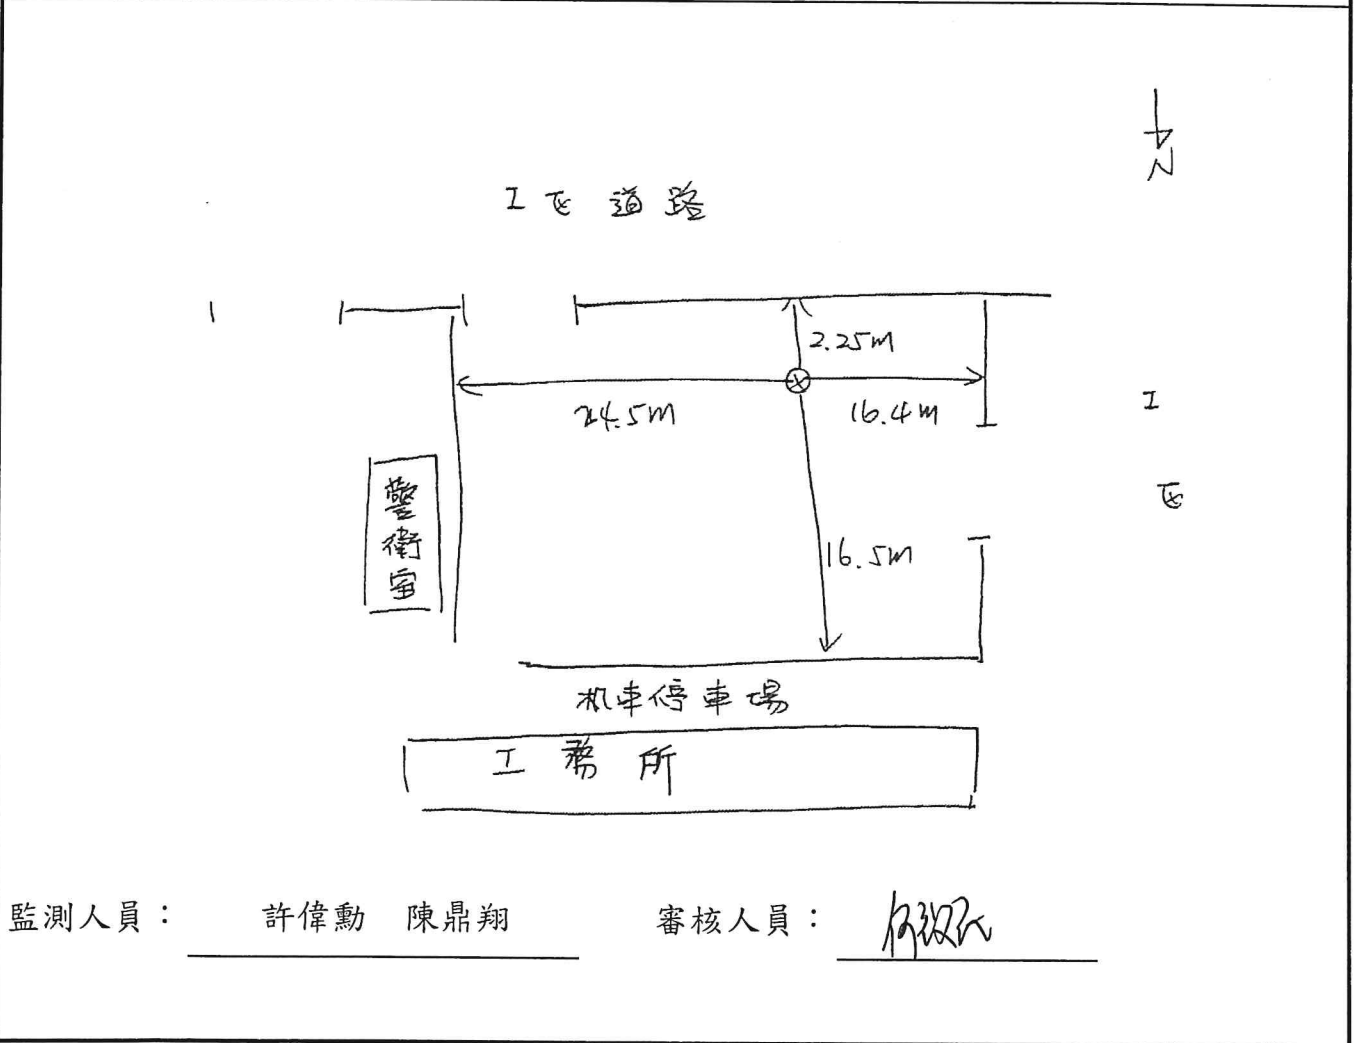 N
工区道路
2.25m
24.5m
16.4m
工
区
警衛室
16.5m
机車停車場
工務所
監測人員： 許偉勳 陳鼎翔 審核人員：